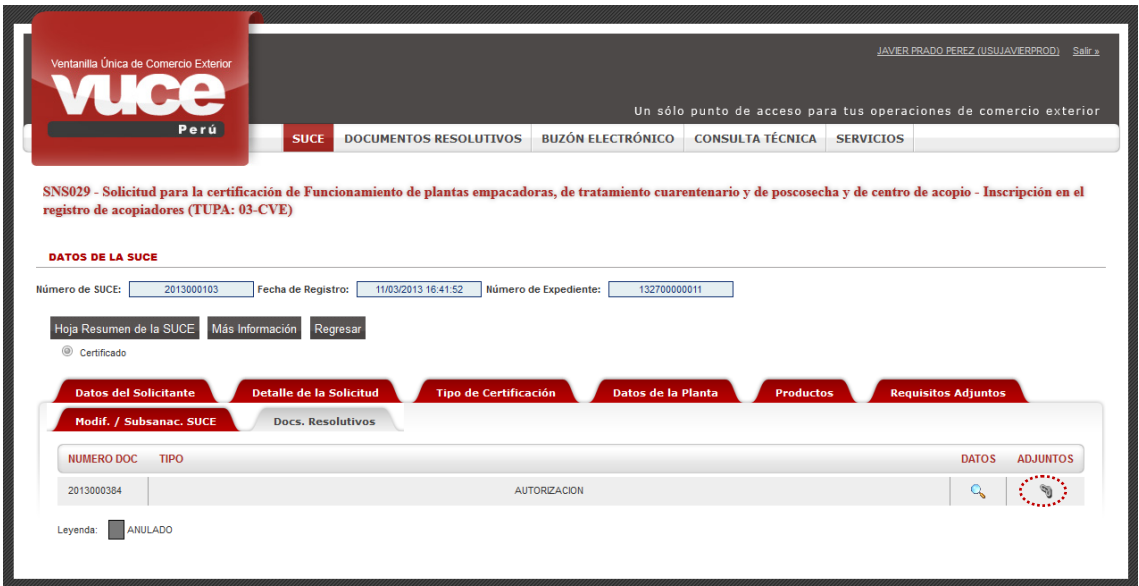 Ventanilla Única de Comercio Exterior
vuce
Perú
JAVIER PRADO PEREZ (USUJAVIERPROD) Salir »
Un sólo punto de acceso para tus operaciones de comercio exterior
SUCE DOCUMENTOS RESOLUTIVOS BUZÓN ELECTRÓNICO CONSULTA TÉCNICA SERVICIOS
SNS029 - Solicitud para la certificación de Funcionamiento de plantas empacadoras, de tratamiento cuarentenario y de poscosecha y de centro de acopio - Inscripción en el
registro de acopiadores (TUPA: 03-CVE)
DATOS DE LA SUCE
Número de SUCE: 2013000103 Fecha de Registro: 11/03/2013 16:41:52 Número de Expediente: 132700000011
Hoja Resumen de la SUCE Más Información Regresar
Certificado
Datos del Solicitante Detalle de la Solicitud Tipo de Certificación Datos de la Planta Productos Requisitos Adjuntos
Modif. / Subsanac. SUCE Docs. Resolutivos
NUMERO DOC TIPO DATOS ADJUNTOS
2013000384 AUTORIZACION
Leyenda: ANULADO